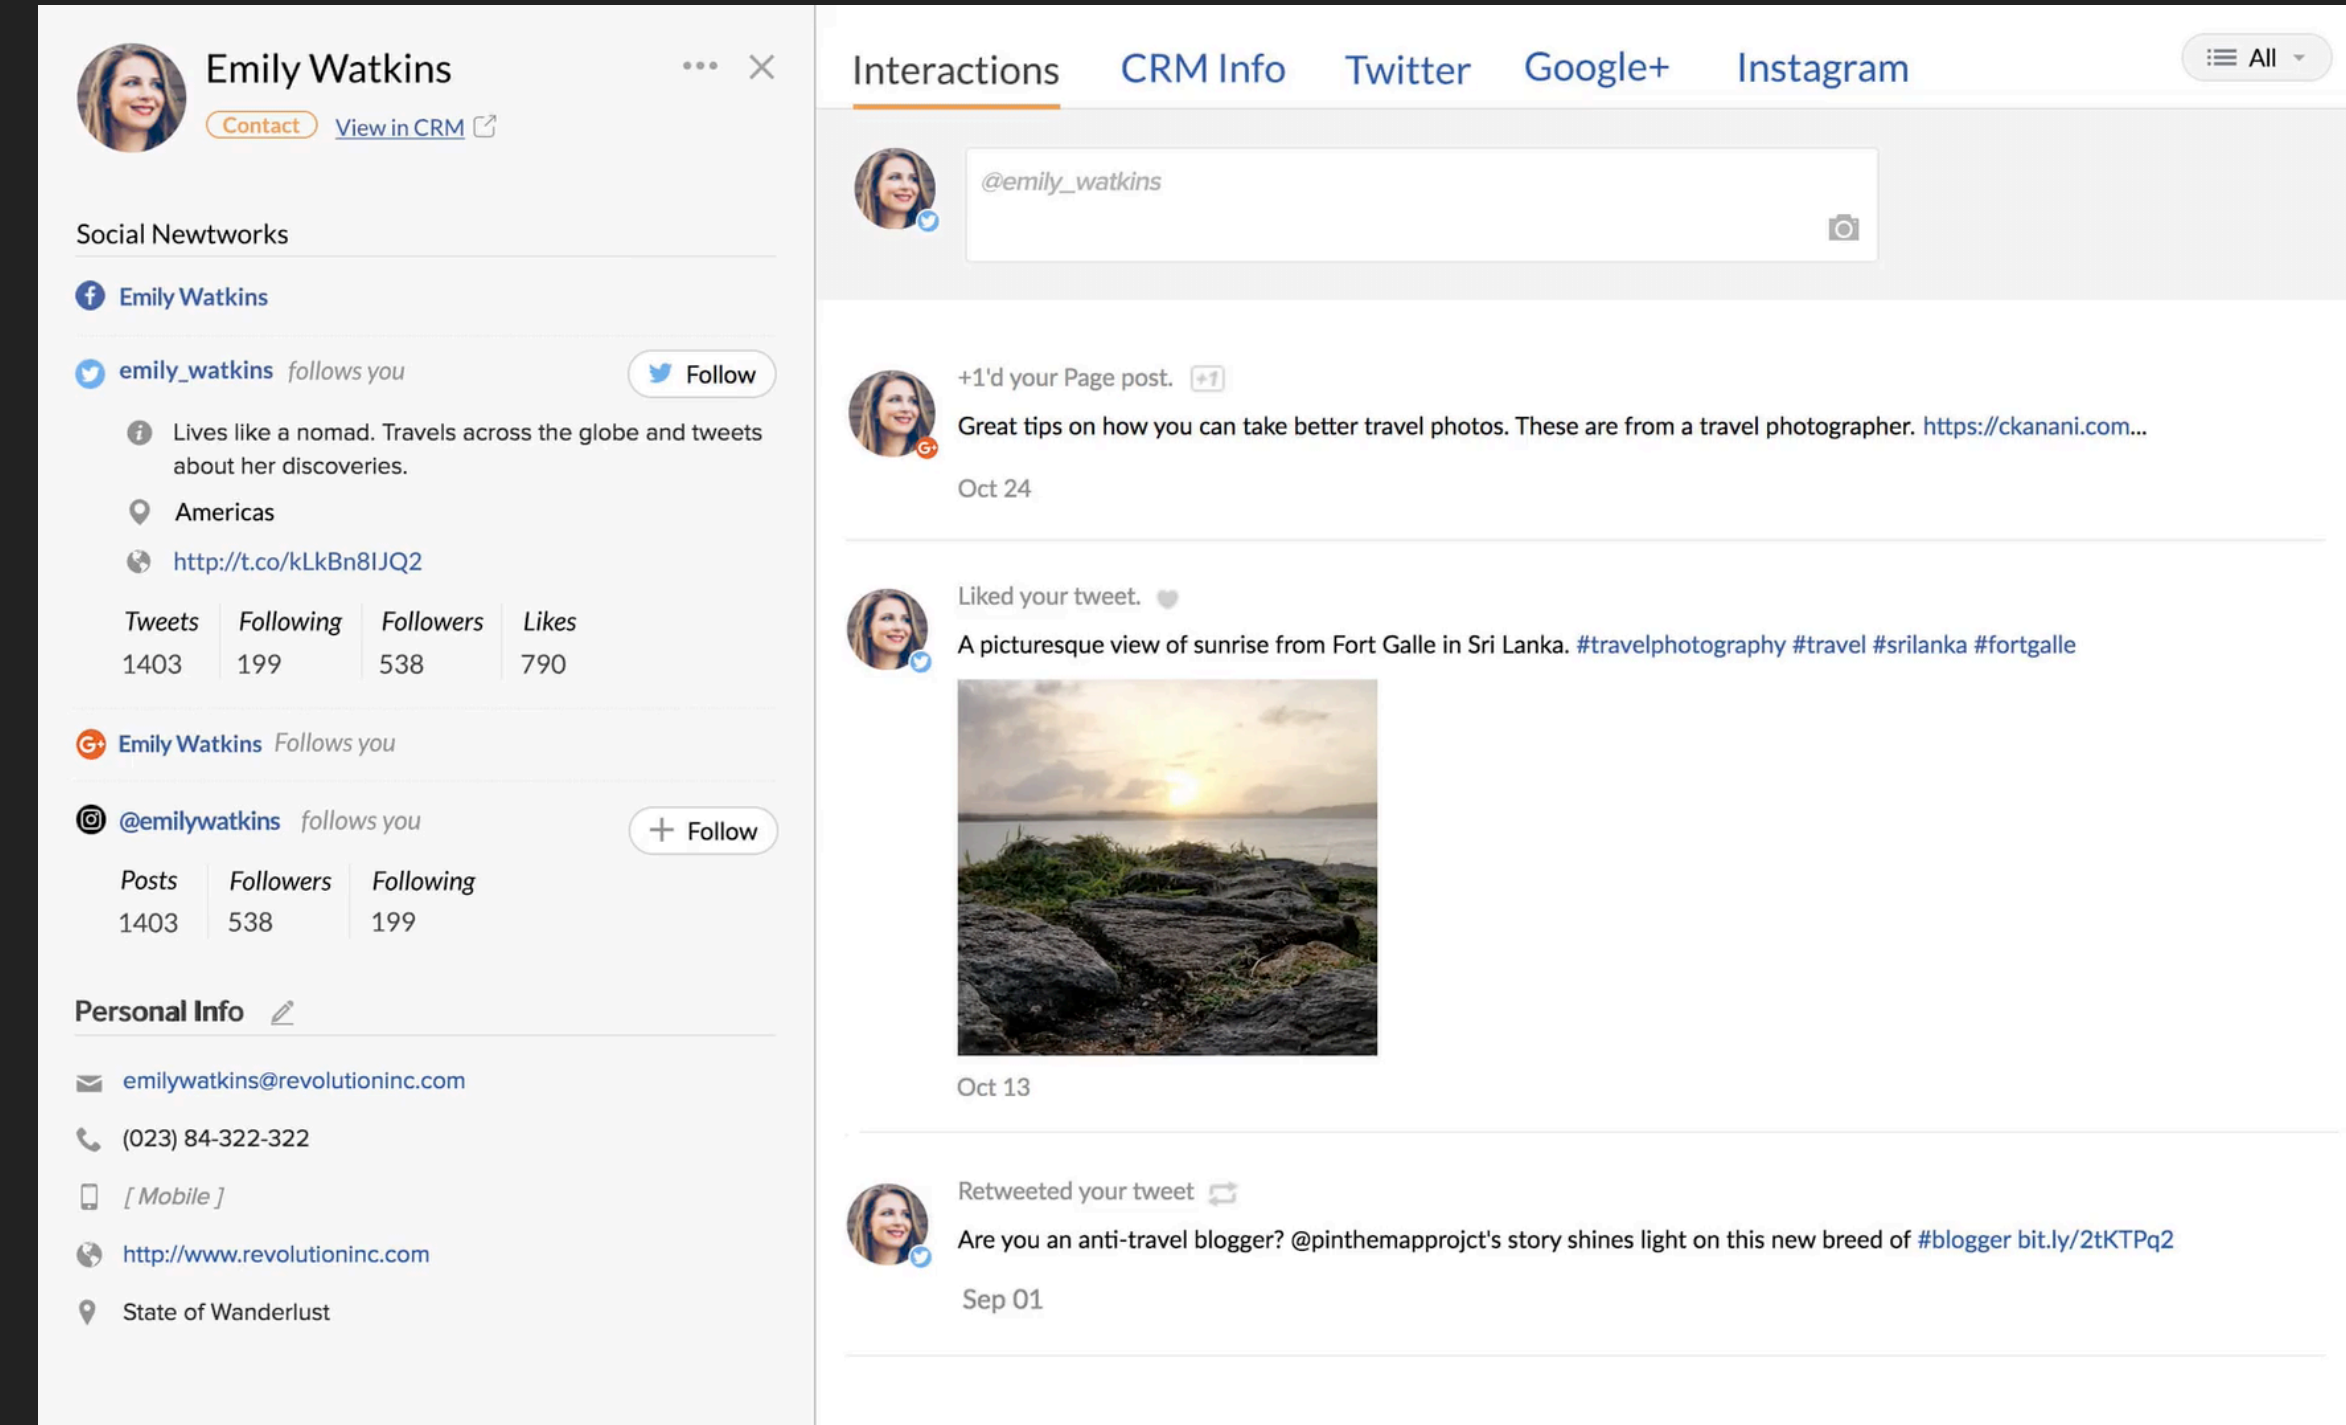 Emily Watkins
Contact View in CRM
Social Newtworks
Emily Watkins
emily_watkins follows you Follow
Lives like a nomad. Travels across the globe and tweets
about her discoveries.
Americas
http://t.co/kLkBn8IJQ2
Tweets Following Followers Likes
1403 199 538 790
Emily Watkins Follows you
@emilywatkins follows you Follow
Posts Followers Following
1403 538 199
Personal Info
emilywatkins@revolutioninc.com
(023) 84-322-322
[ Mobile ]
http://www.revolutioninc.com
State of Wanderlust
Interactions CRM Info Twitter Google+ Instagram All
@emily_watkins
+1'd your Page post. +1
Great tips on how you can take better travel photos. These are from a travel photographer. https://ckanani.com...
Oct 24
Liked your tweet.
A picturesque view of sunrise from Fort Galle in Sri Lanka. #travelphotography #travel #srilanka #fortgalle
Oct 13
Retweeted your tweet
Are you an anti-travel blogger? @pinthemapprojct's story shines light on this new breed of #blogger bit.ly/2tKTPq2
Sep 01